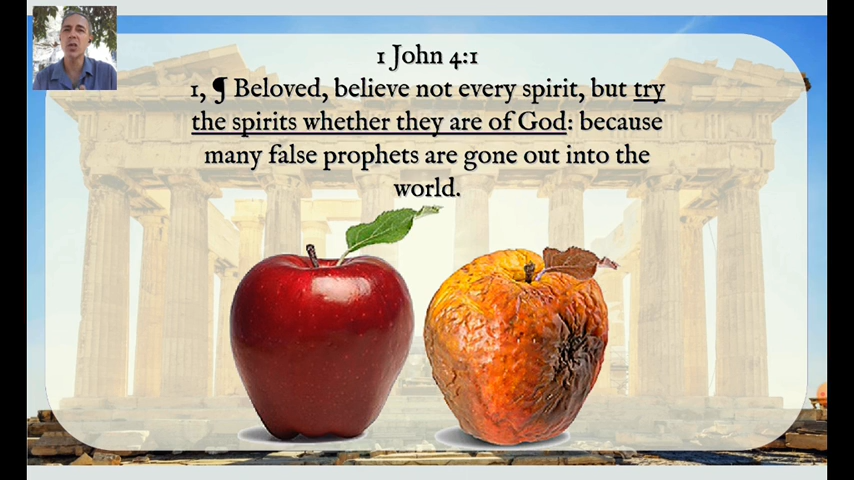 1 John 4:1
1, ¶ Beloved, believe not every spirit, but try
the spirits whether they are of God: because
many false prophets are gone out into the
world.